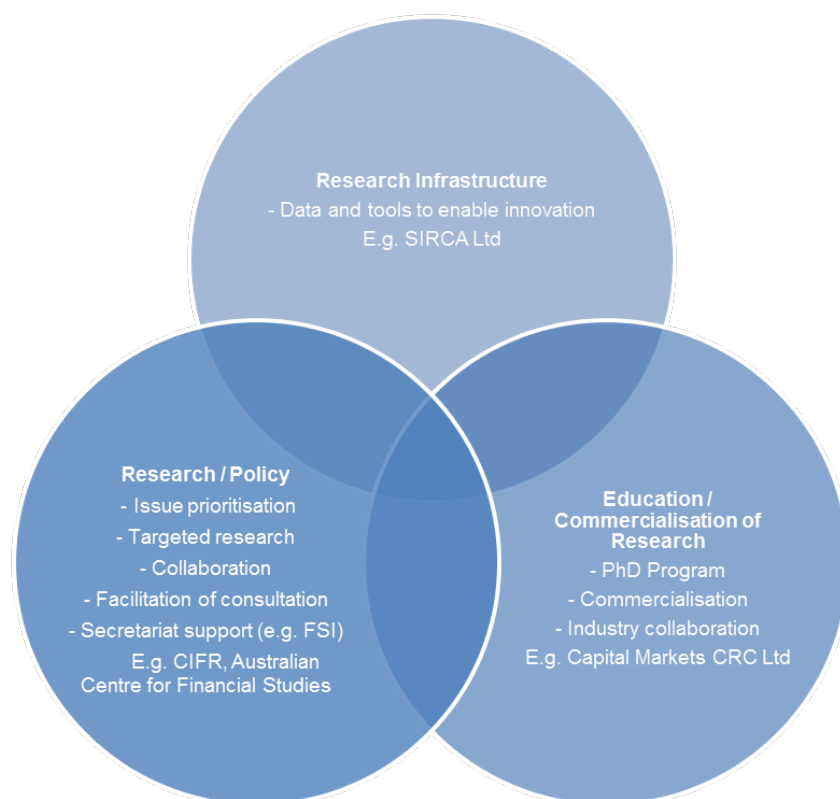 Research Infrastructure
- Data and tools to enable innovation
E.g. SIRCA Ltd
Research / Policy
- Issue prioritisation
- Targeted research
- Collaboration
- Facilitation of consultation
- Secretariat support (e.g. FSI)
E.g. CIFR, Australian
Centre for Financial Studies
Education /
Commercialisation of
Research
- PhD Program
- Commercialisation
- Industry collaboration
E.g. Capital Markets CRC Ltd